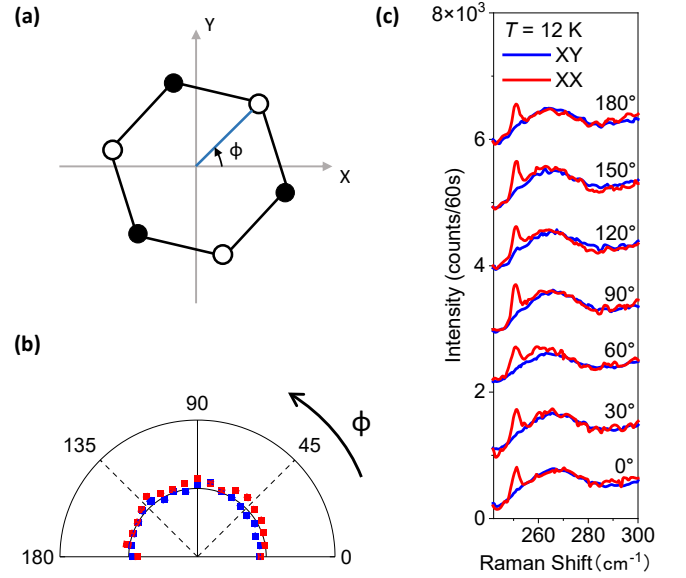 (a)
Y
ϕ
X
(b)
90
135
45
180
0
ϕ
(c)
8×10³
6
4
2
0
Intensity (counts/60s)
T = 12 K
XY
XX
180°
150°
120°
90°
60°
30°
0°
260
280
300
Raman Shift(cm⁻¹)